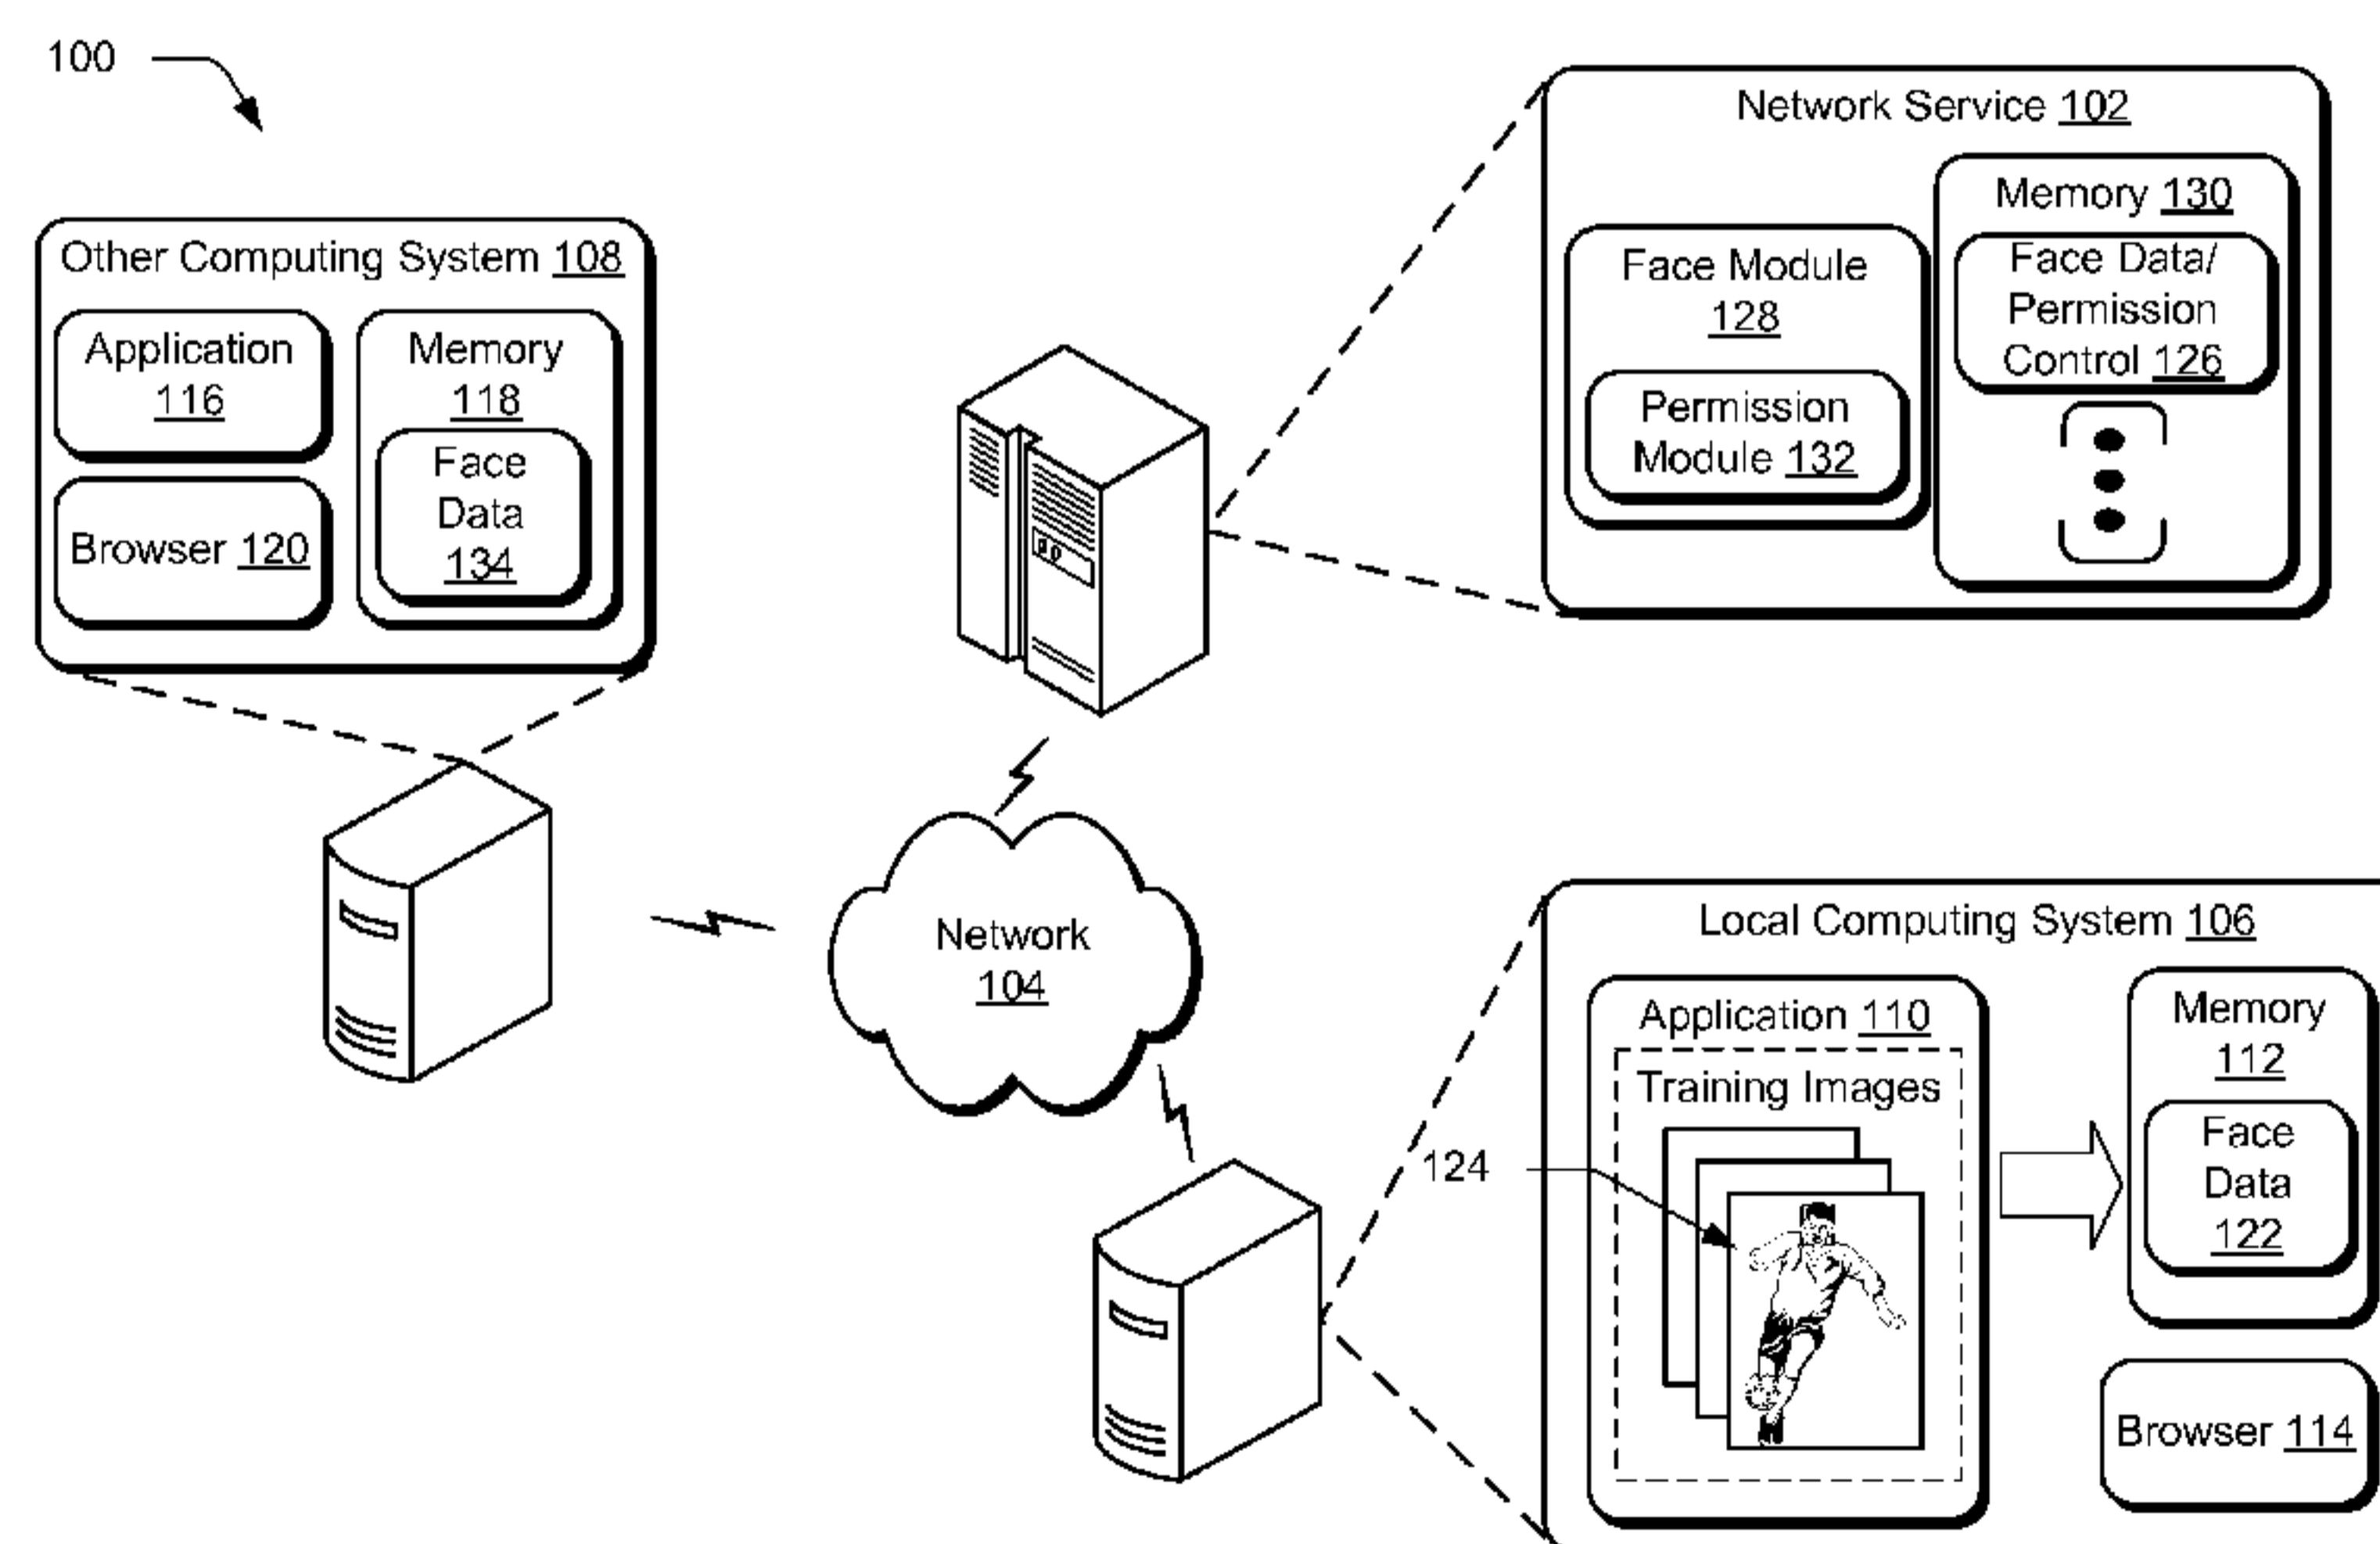 100
Network Service 102
Memory 130
Face Data/
Permission
Control 126
Face Module
128
Permission
Module 132
Other Computing System 108
Application
116
Memory
118
Face
Data
134
Browser 120
Network
104
Local Computing System 106
Application 110
Training Images
124
Memory
112
Face
Data
122
Browser 114